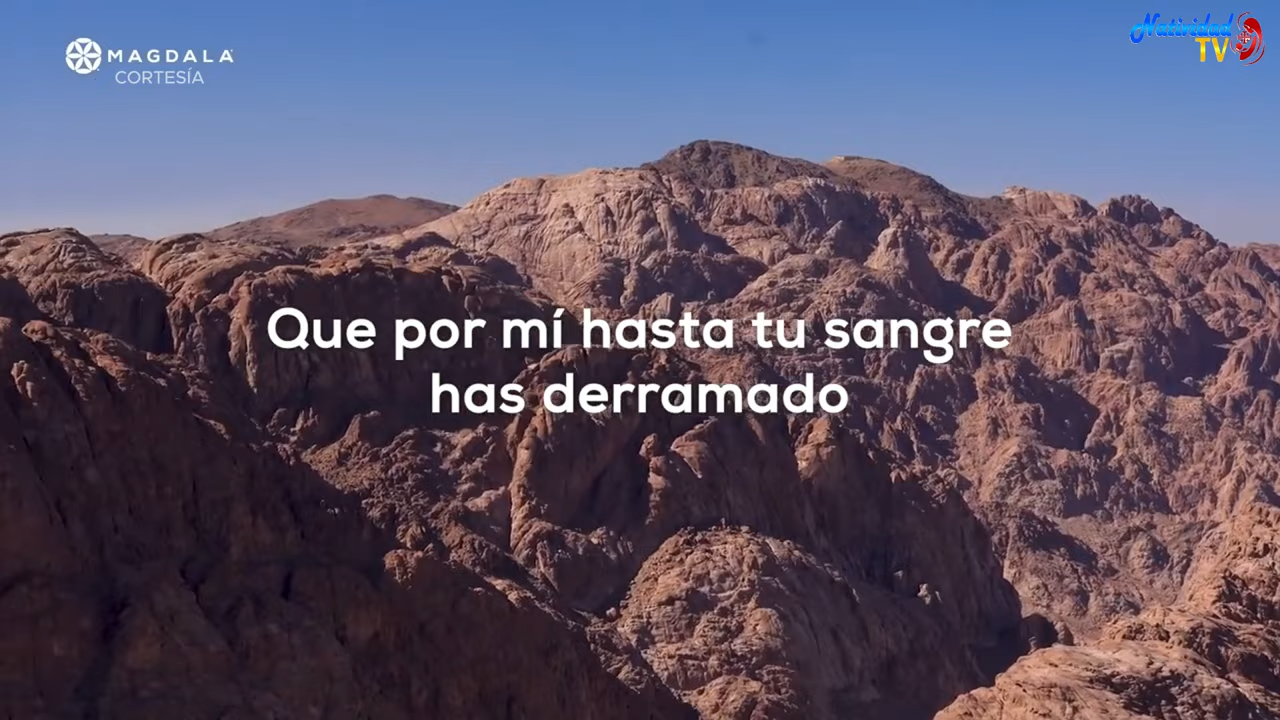 MAGDALA
CORTESÍA
Natividad
TV
Que por mí hasta tu sangre
has derramado